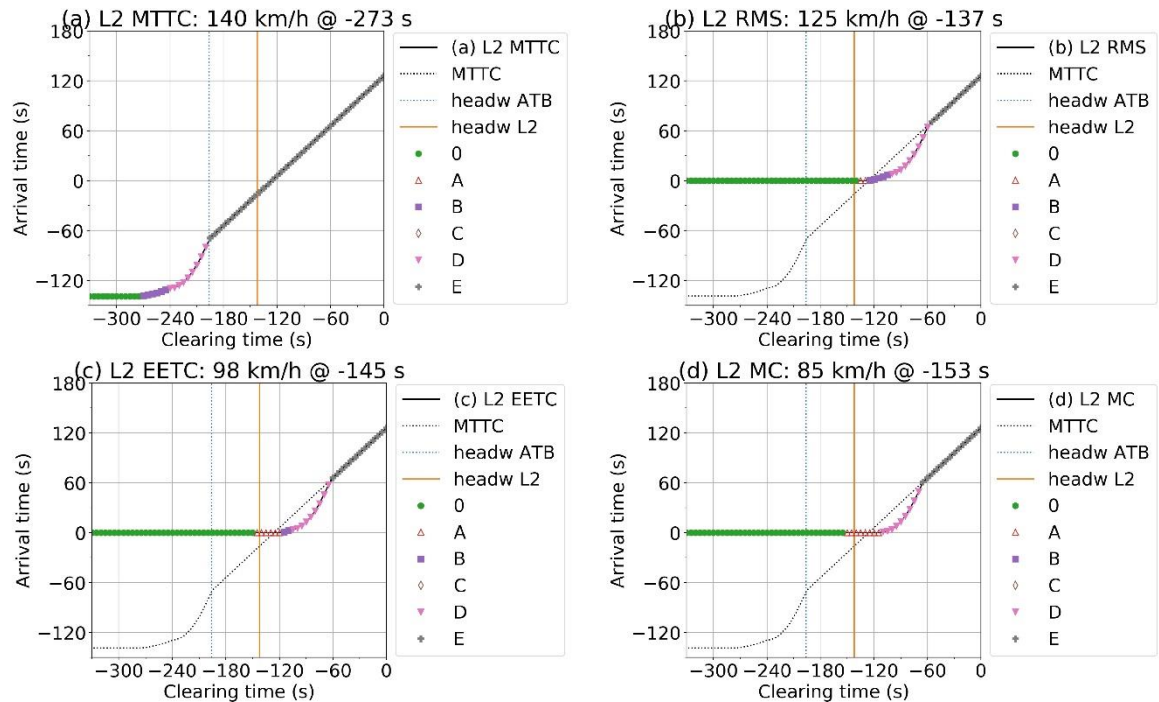 (a) L2 MTTC: 140 km/h @ -273 s
180
120
60
0
−60
−120
Arrival time (s)
−300 −240 −180 −120 −60 0
Clearing time (s)
(a) L2 MTTC
MTTC
headw ATB
headw L2
0
A
B
C
D
E
(b) L2 RMS: 125 km/h @ -137 s
180
120
60
0
−60
−120
Arrival time (s)
−300 −240 −180 −120 −60 0
Clearing time (s)
(b) L2 RMS
MTTC
headw ATB
headw L2
0
A
B
C
D
E
(c) L2 EETC: 98 km/h @ -145 s
180
120
60
0
−60
−120
Arrival time (s)
−300 −240 −180 −120 −60 0
Clearing time (s)
(c) L2 EETC
MTTC
headw ATB
headw L2
0
A
B
C
D
E
(d) L2 MC: 85 km/h @ -153 s
180
120
60
0
−60
−120
Arrival time (s)
−300 −240 −180 −120 −60 0
Clearing time (s)
(d) L2 MC
MTTC
headw ATB
headw L2
0
A
B
C
D
E